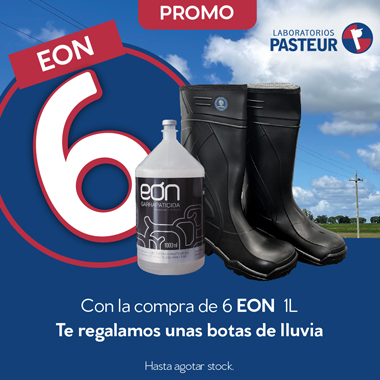 PROMO
LABORATORIOS
PASTEUR
EON
6
eón
GARRAPATICIDA
1000 ml
Con la compra de 6 EON 1L
Te regalamos unas botas de lluvia
Hasta agotar stock.